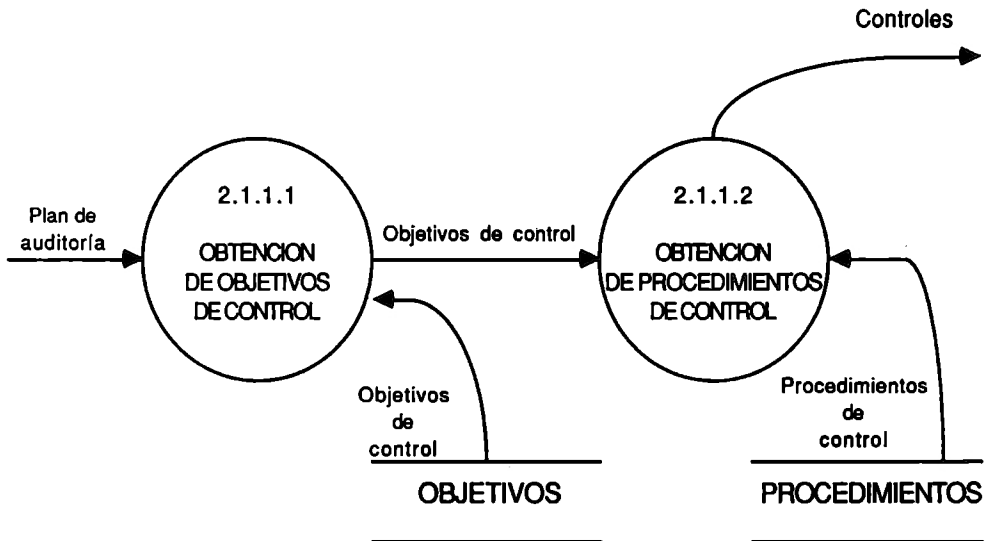 Controles
2.1.1.1
OBTENCION
DE OBJETIVOS
DE CONTROL
2.1.1.2
OBTENCION
DE PROCEDIMIENTOS
DE CONTROL
Plan de
auditoría
Objetivos de control
Objetivos
de
control
Procedimientos
de
control
OBJETIVOS
PROCEDIMIENTOS